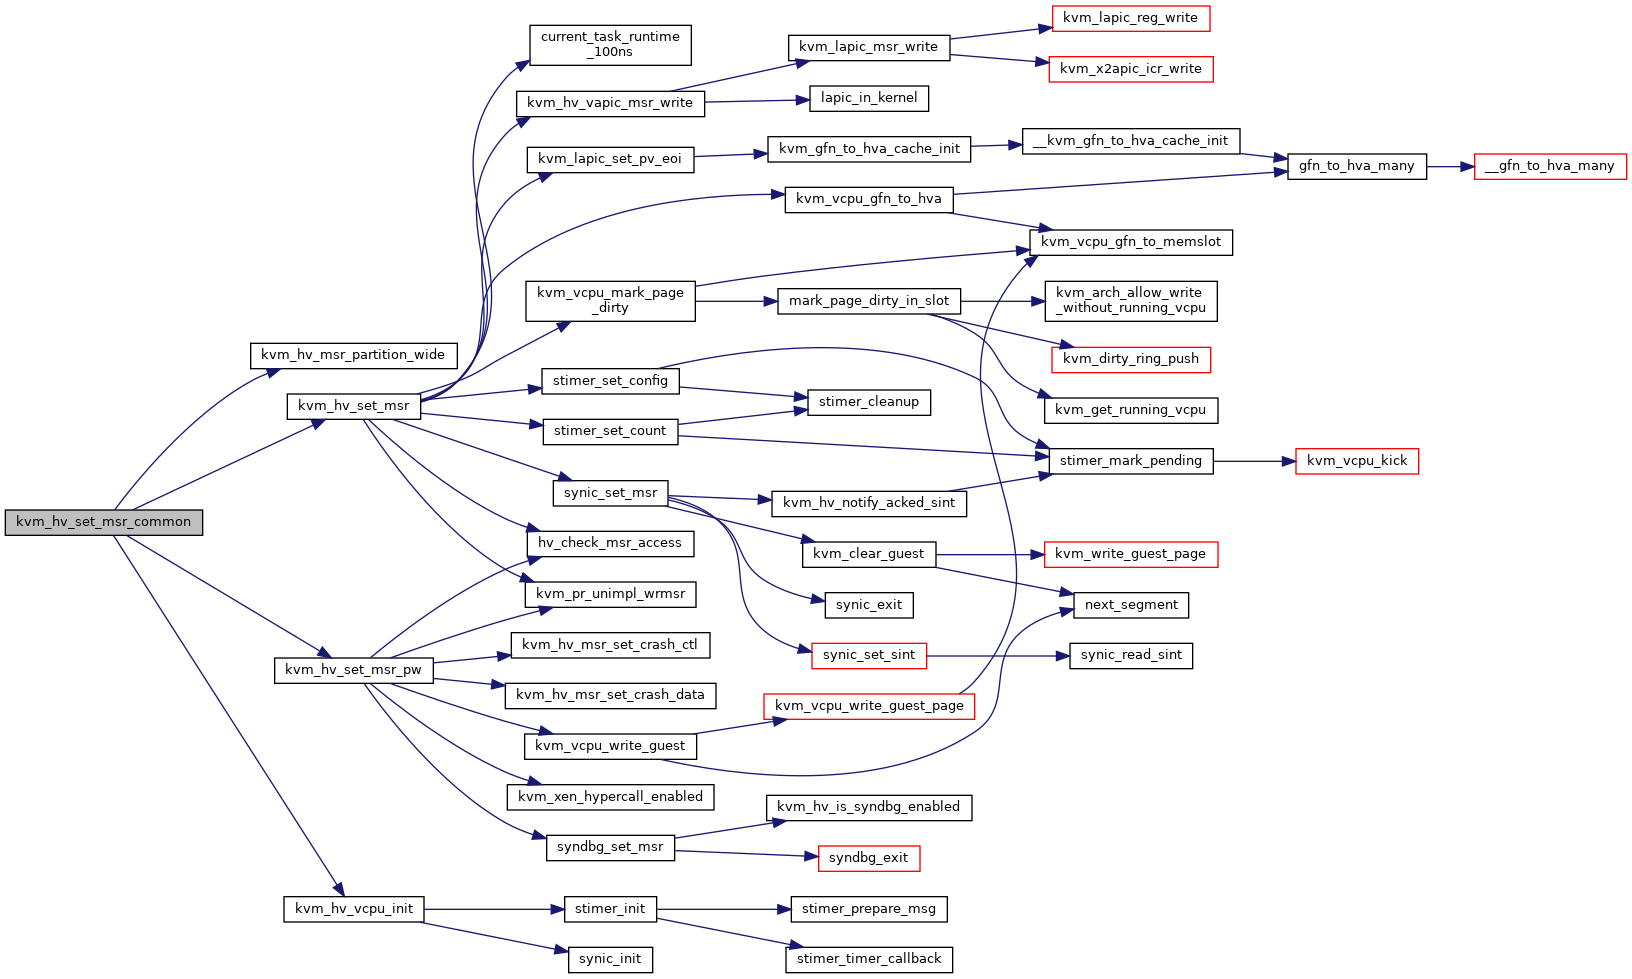 kvm_hv_set_msr_common
kvm_hv_msr_partition_wide
kvm_hv_set_msr
kvm_hv_set_msr_pw
kvm_hv_vcpu_init
current_task_runtime
_100ns
kvm_hv_vapic_msr_write
kvm_lapic_set_pv_eoi
kvm_vcpu_mark_page
_dirty
stimer_set_config
stimer_set_count
synic_set_msr
hv_check_msr_access
kvm_pr_unimpl_wrmsr
kvm_hv_msr_set_crash_ctl
kvm_hv_msr_set_crash_data
kvm_vcpu_write_guest
kvm_xen_hypercall_enabled
syndbg_set_msr
stimer_init
synic_init
kvm_lapic_msr_write
lapic_in_kernel
kvm_gfn_to_hva_cache_init
kvm_vcpu_gfn_to_hva
mark_page_dirty_in_slot
stimer_cleanup
kvm_hv_notify_acked_sint
kvm_clear_guest
synic_exit
synic_set_sint
kvm_vcpu_write_guest_page
kvm_hv_is_syndbg_enabled
syndbg_exit
stimer_prepare_msg
stimer_timer_callback
kvm_lapic_reg_write
kvm_x2apic_icr_write
__kvm_gfn_to_hva_cache_init
kvm_vcpu_gfn_to_memslot
kvm_arch_allow_write
_without_running_vcpu
kvm_dirty_ring_push
kvm_get_running_vcpu
stimer_mark_pending
kvm_write_guest_page
next_segment
synic_read_sint
gfn_to_hva_many
kvm_vcpu_kick
__gfn_to_hva_many